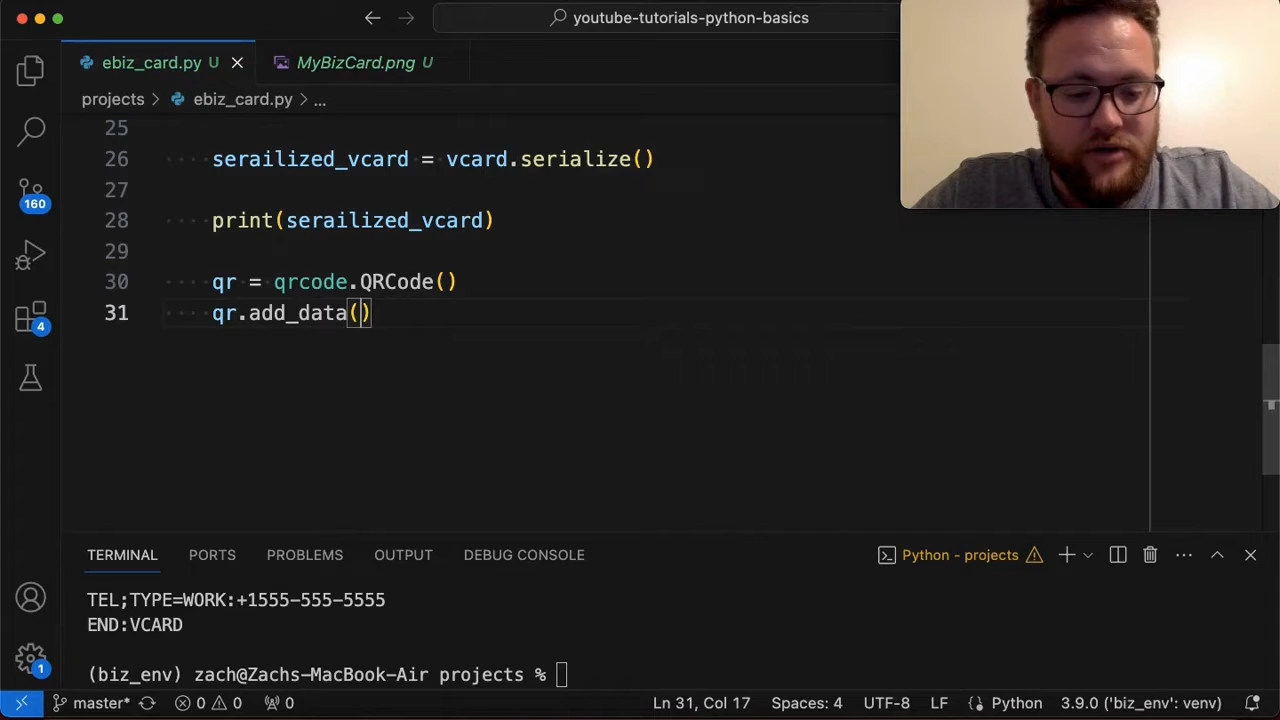 youtube-tutorials-python-basics
ebiz_card.py U
MyBizCard.png U
projects > ebiz_card.py > ...
25
26 serailized_vcard = vcard.serialize()
27
28 print(serailized_vcard)
29
30 qr = qrcode.QRCode()
31 qr.add_data()
160
4
TERMINAL PORTS PROBLEMS OUTPUT DEBUG CONSOLE Python - projects
TEL;TYPE=WORK:+1555-555-5555
END:VCARD
(biz_env) zach@Zachs-MacBook-Air projects %
1
master* 0 0 0 Ln 31, Col 17 Spaces: 4 UTF-8 LF Python 3.9.0 ('biz_env': venv)